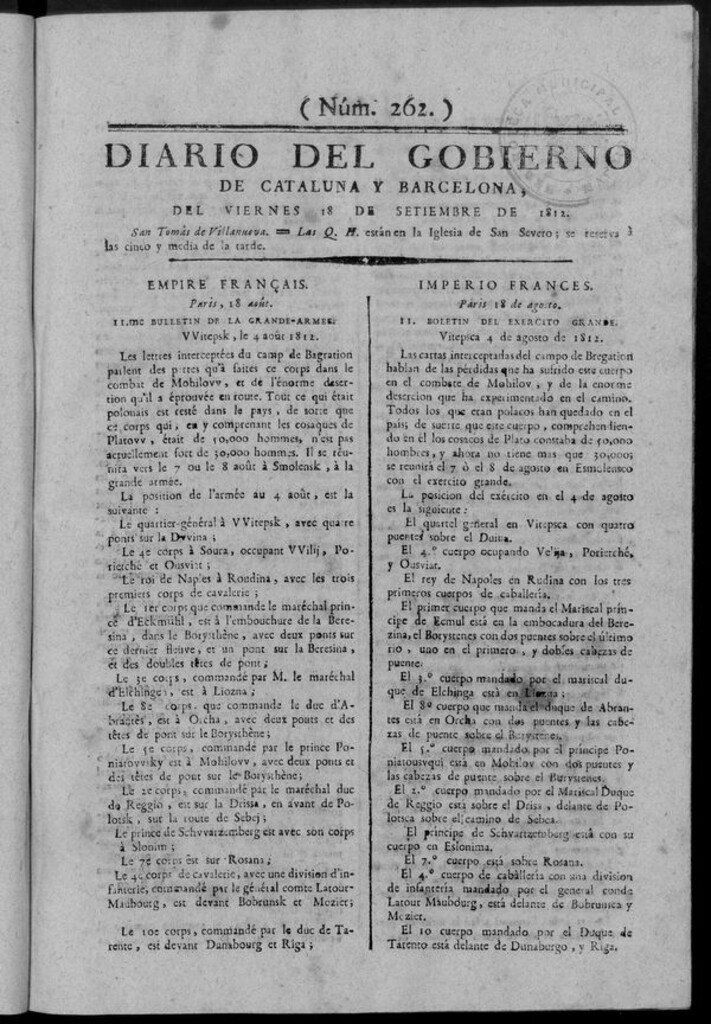 ( Núm. 262. )
DIARIO DEL GOBIERNO
DE CATALUNA Y BARCELONA,
DEL VIERNES 18 DE SETIEMBRE DE 1812.
San Tomás de Villanueva. = Las Q. H. están en la Iglesia de San Severo; se reserva à
las cinco y media de la tarde.
EMPIRE FRANÇAIS.
Paris, 18 août.
11.me BULLETIN DE LA GRANDE-ARMEE.
VVitepsk, le 4 août 1812.
Les lettres interceptées du camp de Bagration
parlent des pertes qu'à faites ce corps dans le
combat de Mohilovv, et de l'énorme deser-
tion qu'il a éprouvée en route. Tout ce qui était
polonais est resté dans le pays, de sorte que
ce corps qui, en y comprenant les cosaques de
Platovv, était de 50,000 hommes, n'est pas
actuellement fort de 30,000 hommes. Il se réu-
nira vers le 7 ou le 8 août à Smolensk, à la
grande armée.
La position de l'armée au 4 août, est la
suivante :
Le quartier-général à VVitepsk, avec quatre
ponts sur la Dvvina ;
Le 4e corps à Soura, occupant VVilij, Po-
rietché et Ousviat ;
Le roi de Naples à Roudina, avec les trois
premiers corps de cavalerie ;
Le 1er corps que commande le maréchal prin-
ce d'Eckmühl, est à l'embouchure de la Bere-
sina, dans le Borysthène, avec deux ponts sur
ce dernier fleuve, et un pont sur la Beresina,
et des doubles têtes de pont ;
Le 3e corps, commandé par M. le maréchal
d'Elchingen, est à Liozna ;
Le 8e corps, que commande le duc d'A-
brantès, est à Orcha, avec deux ponts et des
têtes de pont sur le Borysthène ;
Le 5e corps, commandé par le prince Po-
niatovvsky est à Mohilovv, avec deux ponts et
des têtes de pont sur le Borysthène;
Le 2e corps, commandé par le maréchal duc
de Reggio, est sur la Drissa, en avant de Po-
lotsk, sur la route de Sebej ;
Le prince de Schvvartzemberg est avec son corps
à Slonim ;
Le 7e corps est sur Rosana ;
Le 4e corps de cavalerie, avec une division d'in-
fanterie, commandé par le général comte Latour-
Maubourg, est devant Bobrunsk et Mozier;
Le 10e corps, commandé par le duc de Ta-
rente, est devant Dunabourg et Riga ;
IMPERIO FRANCES.
Paris 18 de agosto.
11. BOLETIN DEL EXERCITO GRANDE.
Vitepsca 4 de agosto de 1812.
Las cartas interceptadas del campo de Bregation
hablan de las pérdidas que ha sufrido este cuerpo
en el combate de Mohilov, y de la enorme
desercion que ha experimentado en el camino.
Todos los que eran polacos han quedado en el
pais; de suerte que este cuerpo, comprehendien-
do en él los cosacos de Plato constaba de 50,000
hombres, y ahora no tiene mas que 30,000;
se reunirá el 7 ó el 8 de agosto en Esmolensco
con el exercito grande.
La posicion del exército en el 4 de agosto
es la siguiente :
El quartel general en Vitepsca con quatro
puentes sobre el Duina.
El 4.º cuerpo ocupando Velia, Porietché,
y Ousviat.
El rey de Napoles en Rudina con los tres
primeros cuerpos de caballería.
El primer cuerpo que manda el Mariscal prín-
cipe de Ecmul está en la embocadura del Bere-
zina, el Borystenes con dos puentes sobre el último
rio, uno en el primero, y dobles cabezas de
puente.
El 3.º cuerpo mandado por el mariscal du-
que de Elchinga está en Liozna ;
El 8º cuerpo que manda el duque de Abran-
tes está en Orcha con dos puentes y las cabe-
zas de puente sobre el Borystenes.
El 5.º cuerpo mandado por el principe Po-
niatousvqui está en Mohilov con dos puentes y
las cabezas de puente sobre el Borystenes.
El 2.º cuerpo mandado por el Mariscal Duque
de Reggio está sobre el Drisa, delante de Po-
lotsca sobre el camino de Sebea.
El príncipe de Schvartzemberg está con su
cuerpo en Eslonima.
El 7.º cuerpo está sobre Rosana.
El 4.º cuerpo de caballería con una division
de infantería mandado por el general conde
Latour Maubourg, está delante de Bobrunsca y
Mozier.
El 10 cuerpo mandado por el Duque de
Tarento está delante de Dunaburgo, y Riga.